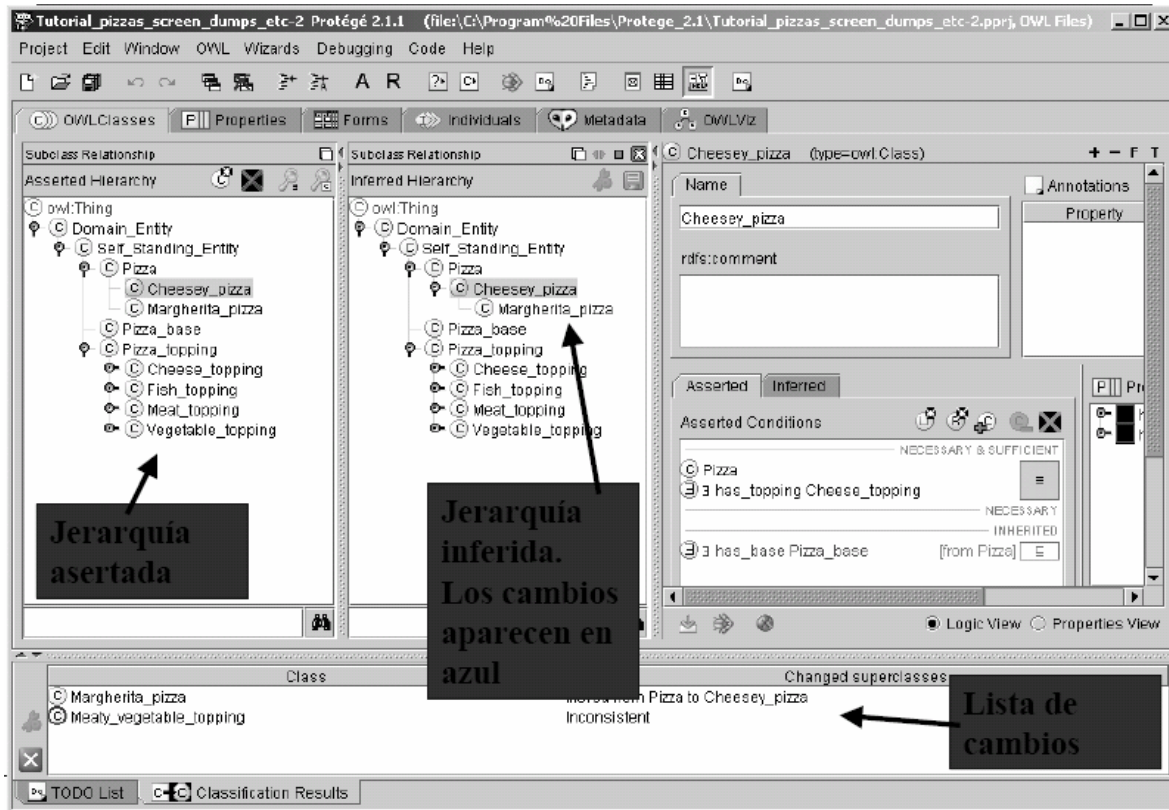 Tutorial_pizzas_screen_dumps_etc-2 Protégé 2.1.1 (file:\C:\Program%20Files\Protege_2.1\Tutorial_pizzas_screen_dumps_etc-2.pprj, OWL Files)
Project Edit Window OWL Wizards Debugging Code Help
OWLClasses Properties Forms Individuals Metadata OWLViz
Subclass Relationship
Asserted Hierarchy
owl:Thing
Domain_Entity
Self_Standing_Entity
Pizza
Cheesey_pizza
Margherita_pizza
Pizza_base
Pizza_topping
Cheese_topping
Fish_topping
Meat_topping
Vegetable_topping
Jerarquía
asertada
Subclass Relationship
Inferred Hierarchy
owl:Thing
Domain_Entity
Self_Standing_Entity
Pizza
Cheesey_pizza
Margherita_pizza
Pizza_base
Pizza_topping
Cheese_topping
Fish_topping
Meat_topping
Vegetable_topping
Jerarquía
inferida.
Los cambios
aparecen en
azul
Cheesey_pizza (type=owl:Class)
+ − F T
Name
Cheesey_pizza
rdfs:comment
Annotations
Property
Asserted Inferred
Asserted Conditions
NECESSARY & SUFFICIENT
Pizza
∃ has_topping Cheese_topping
NECESSARY
INHERITED
∃ has_base Pizza_base [from Pizza]
Logic View Properties View
Class Changed superclasses
Margherita_pizza from Pizza to Cheesey_pizza
Meaty_vegetable_topping Inconsistent
Lista de
cambios
TODO List Classification Results